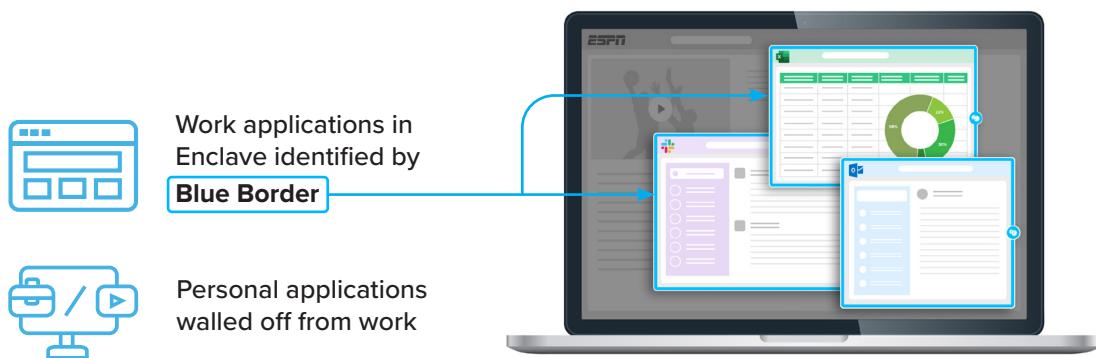 ESPN
Work applications in
Enclave identified by
Blue Border
Personal applications
walled off from work